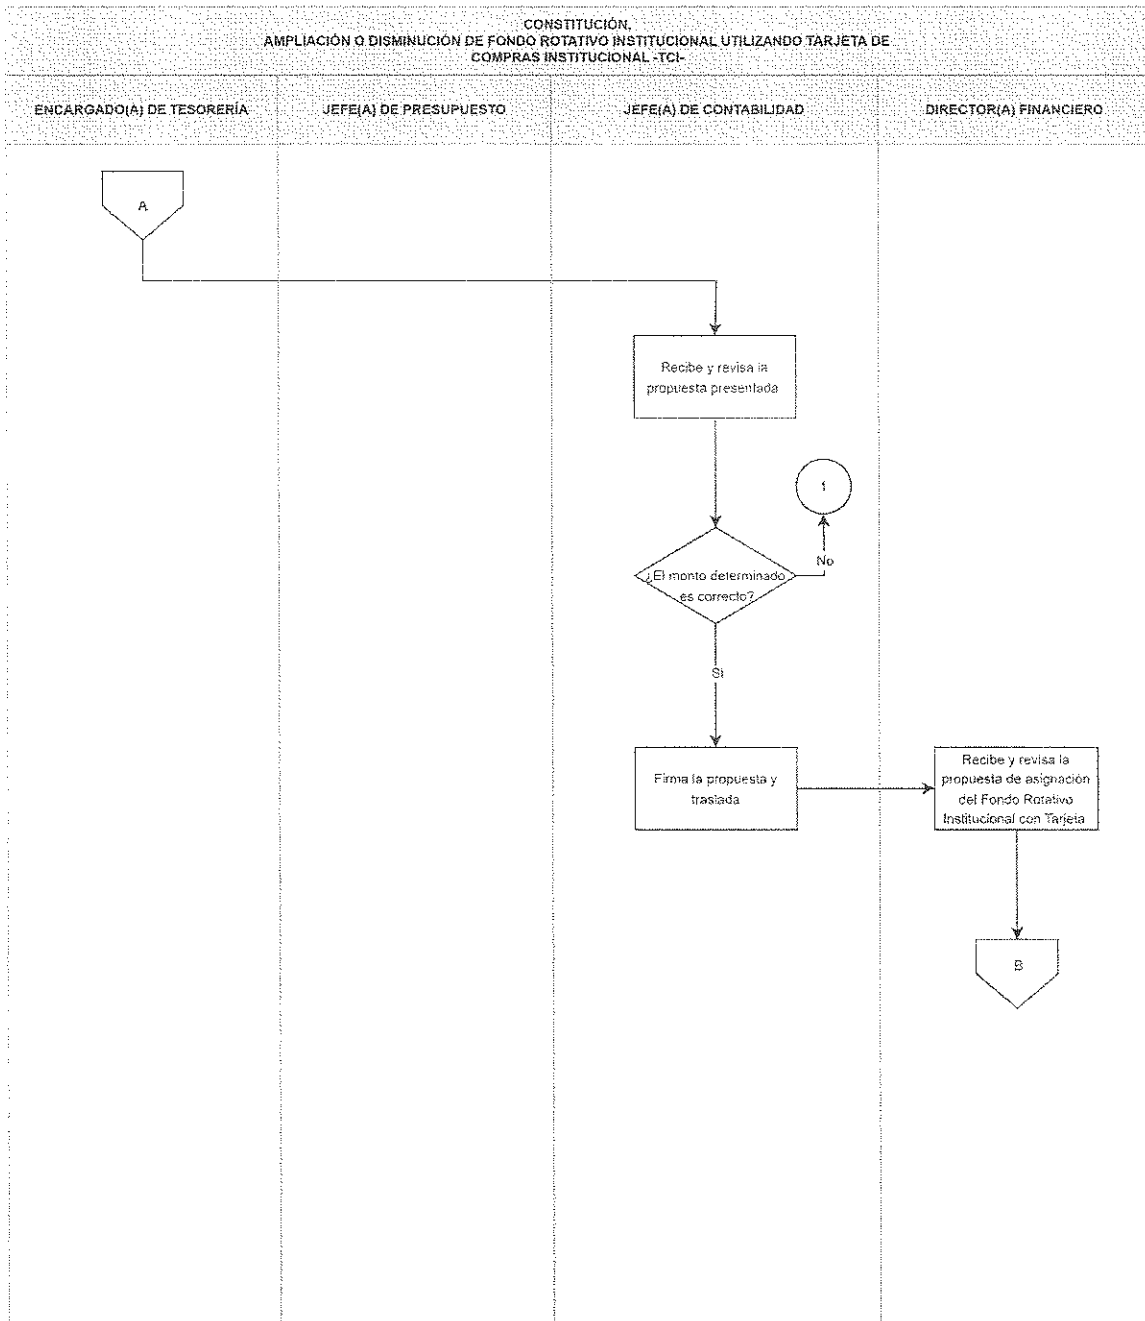 CONSTITUCIÓN,
AMPLIACIÓN O DISMINUCIÓN DE FONDO ROTATIVO INSTITUCIONAL UTILIZANDO TARJETA DE
COMPRAS INSTITUCIONAL -TCI-
ENCARGADO(A) DE TESORERÍA
JEFE(A) DE PRESUPUESTO
JEFE(A) DE CONTABILIDAD
DIRECTOR(A) FINANCIERO
A
Recibe y revisa la
propuesta presentada
1
No
¿El monto determinado
es correcto?
Si
Firma la propuesta y
traslada
Recibe y revisa la
propuesta de asignación
del Fondo Rotativo
Institucional con Tarjeta
B